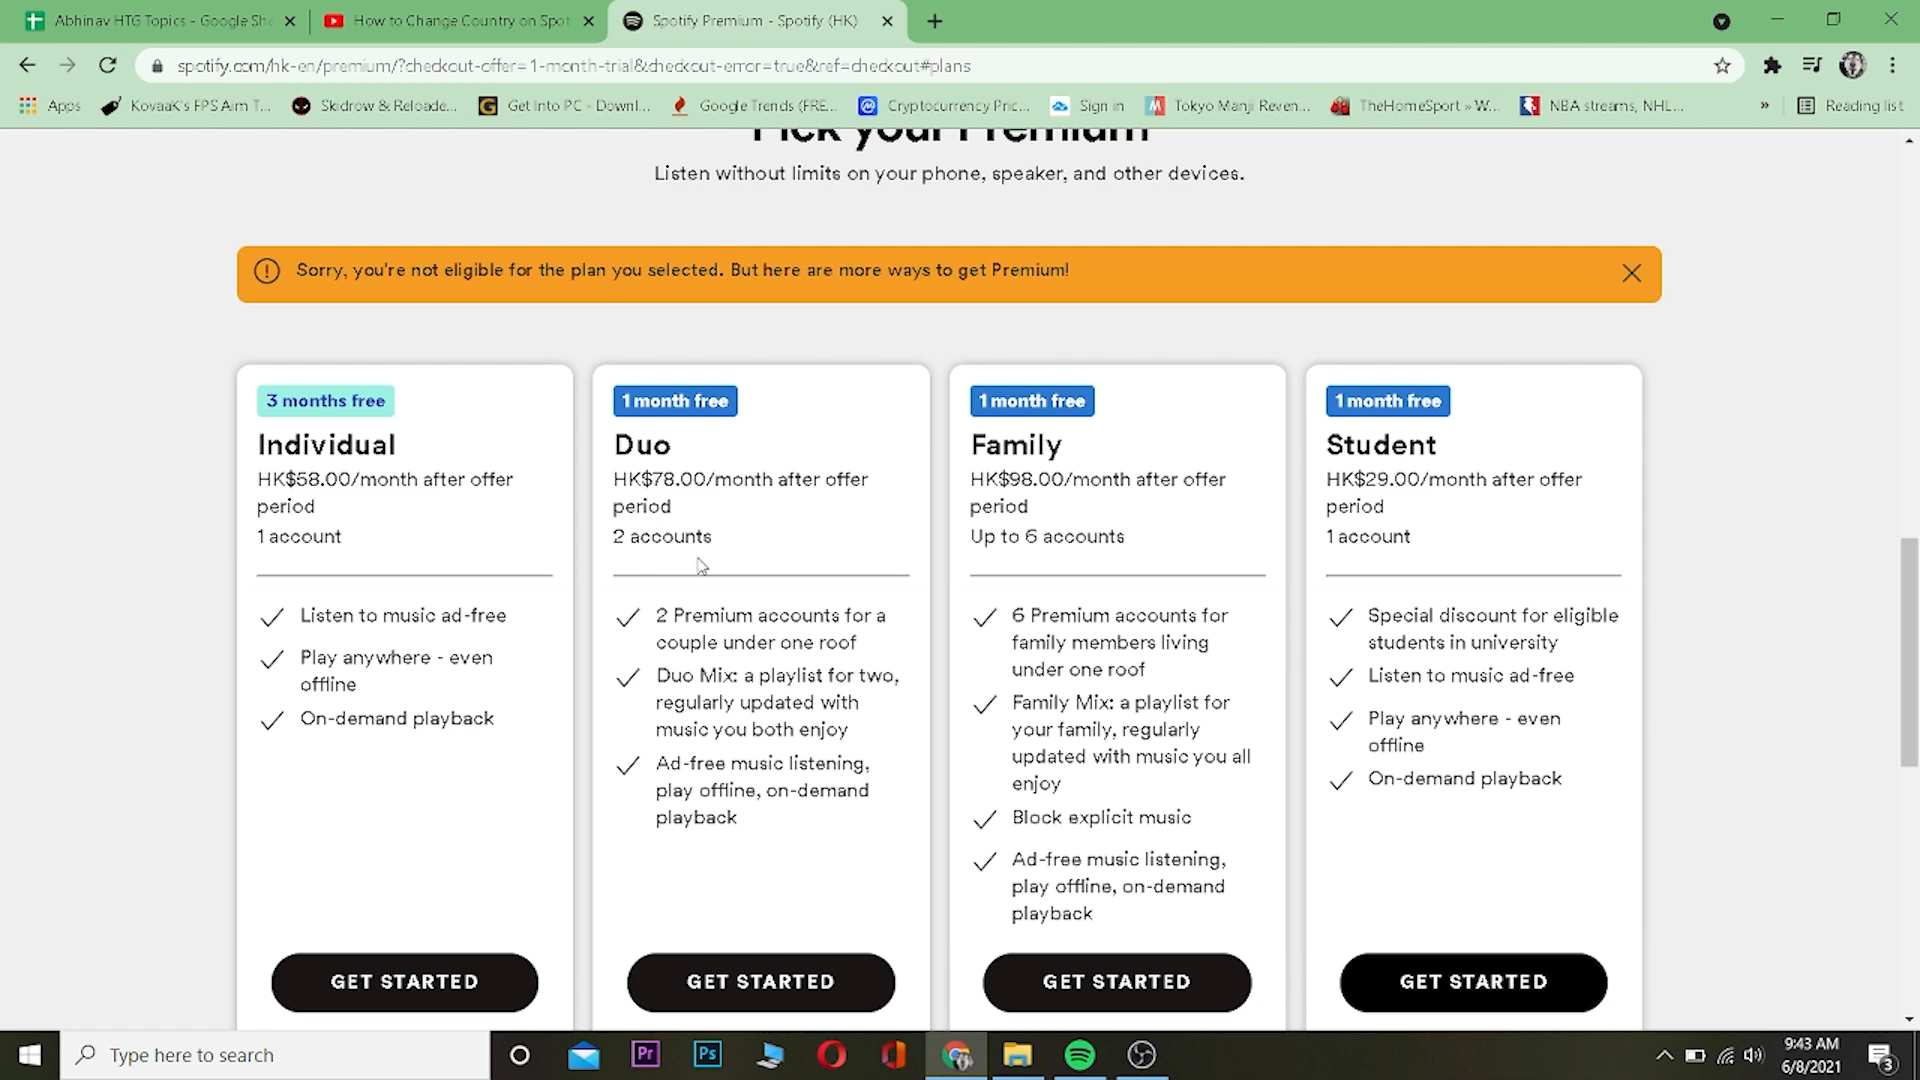 Abhinav HTG Topics - Google She
How to Change Country on Spot
Spotify Premium - Spotify (HK)
spotify.com/hk-en/premium/?checkout-offer=1-month-trial&checkout-error=true&ref=checkout#plans
Apps
KovaaK's FPS Aim T...
Skidrow & Reloade...
Get Into PC - Downl...
Google Trends (FRE...
Cryptocurrency Pric...
Sign in
Tokyo Manji Reven...
TheHomeSport » W...
NBA streams, NHL...
»
Reading list
Pick your Premium
Listen without limits on your phone, speaker, and other devices.
Sorry, you're not eligible for the plan you selected. But here are more ways to get Premium!
3 months free
Individual
HK$58.00/month after offer
period
1 account
Listen to music ad-free
Play anywhere - even
offline
On-demand playback
GET STARTED
1 month free
Duo
HK$78.00/month after offer
period
2 accounts
2 Premium accounts for a
couple under one roof
Duo Mix: a playlist for two,
regularly updated with
music you both enjoy
Ad-free music listening,
play offline, on-demand
playback
GET STARTED
1 month free
Family
HK$98.00/month after offer
period
Up to 6 accounts
6 Premium accounts for
family members living
under one roof
Family Mix: a playlist for
your family, regularly
updated with music you all
enjoy
Block explicit music
Ad-free music listening,
play offline, on-demand
playback
GET STARTED
1 month free
Student
HK$29.00/month after offer
period
1 account
Special discount for eligible
students in university
Listen to music ad-free
Play anywhere - even
offline
On-demand playback
GET STARTED
Type here to search
Pr
Ps
9:43 AM
6/8/2021
3